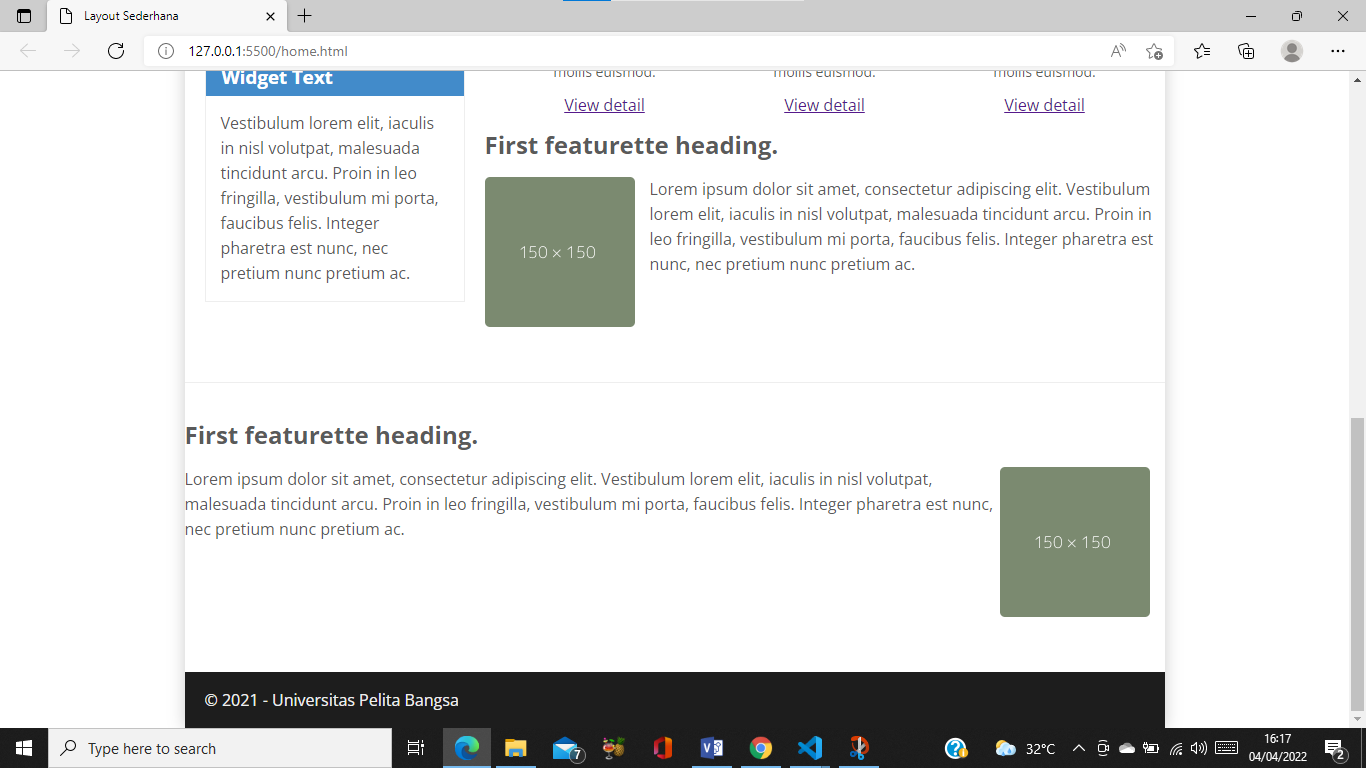 Layout Sederhana
127.0.0.1:5500/home.html
Widget Text
Vestibulum lorem elit, iaculis
in nisl volutpat, malesuada
tincidunt arcu. Proin in leo
fringilla, vestibulum mi porta,
faucibus felis. Integer
pharetra est nunc, nec
pretium nunc pretium ac.
mollis euismod. mollis euismod. mollis euismod.
View detail View detail View detail
First featurette heading.
150 × 150
Lorem ipsum dolor sit amet, consectetur adipiscing elit. Vestibulum
lorem elit, iaculis in nisl volutpat, malesuada tincidunt arcu. Proin in
leo fringilla, vestibulum mi porta, faucibus felis. Integer pharetra est
nunc, nec pretium nunc pretium ac.
First featurette heading.
Lorem ipsum dolor sit amet, consectetur adipiscing elit. Vestibulum lorem elit, iaculis in nisl volutpat,
malesuada tincidunt arcu. Proin in leo fringilla, vestibulum mi porta, faucibus felis. Integer pharetra est nunc,
nec pretium nunc pretium ac.
150 × 150
© 2021 - Universitas Pelita Bangsa
Type here to search
7
32°C
16:17
04/04/2022
2